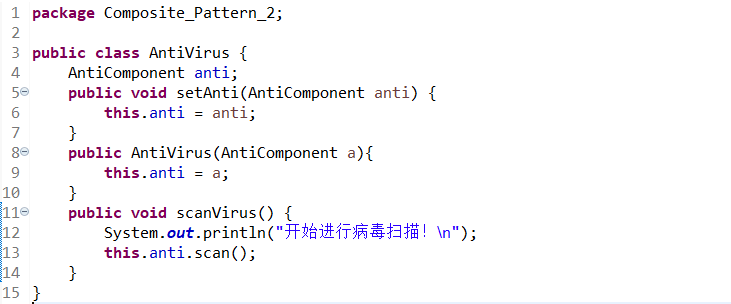 1 package Composite_Pattern_2;
2
3 public class AntiVirus {
4     AntiComponent anti;
5     public void setAnti(AntiComponent anti) {
6         this.anti = anti;
7     }
8     public AntiVirus(AntiComponent a){
9         this.anti = a;
10     }
11     public void scanVirus() {
12         System.out.println("开始进行病毒扫描！\n");
13         this.anti.scan();
14     }
15 }